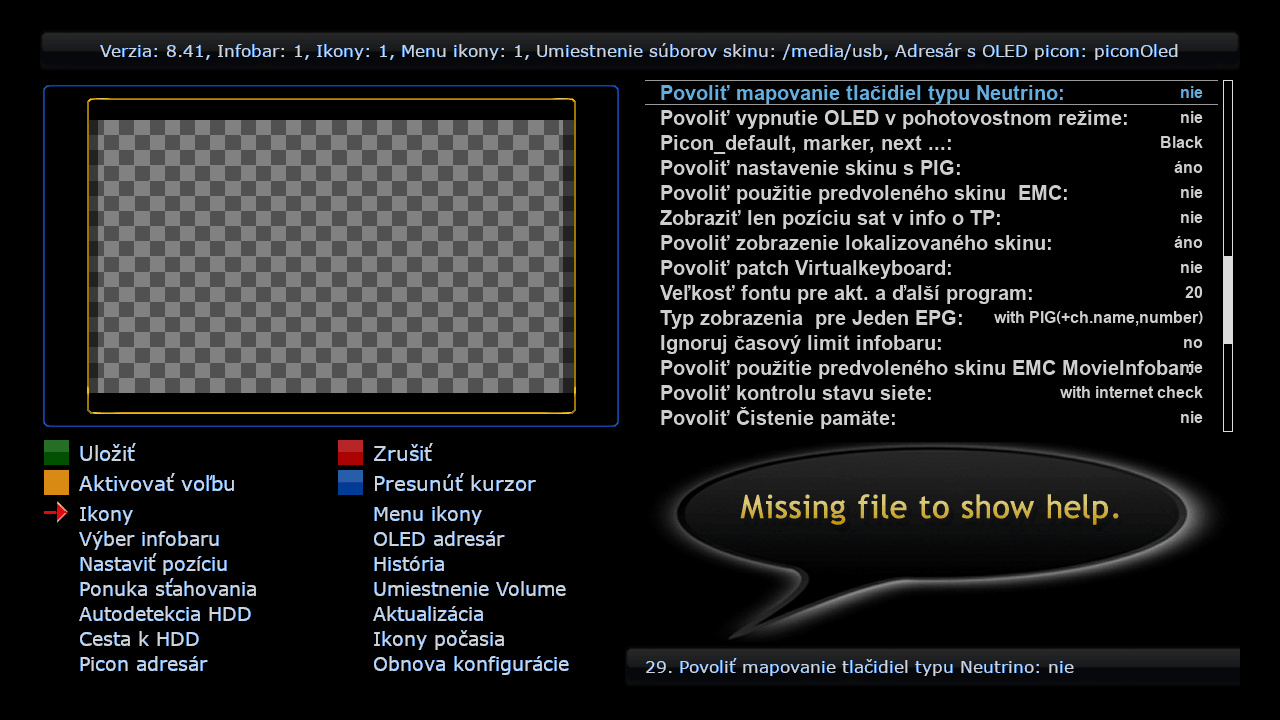 Verzia: 8.41, Infobar: 1, Ikony: 1, Menu ikony: 1, Umiestnenie súborov skinu: /media/usb, Adresár s OLED picon: piconOled
Povoliť mapovanie tlačidiel typu Neutrino: nie
Povoliť vypnutie OLED v pohotovostnom režime: nie
Picon_default, marker, next ...: Black
Povoliť nastavenie skinu s PIG: áno
Povoliť použitie predvoleného skinu  EMC: nie
Zobraziť len pozíciu sat v info o TP: nie
Povoliť zobrazenie lokalizovaného skinu: áno
Povoliť patch Virtualkeyboard: nie
Veľkosť fontu pre akt. a ďalší program: 20
Typ zobrazenia  pre Jeden EPG: with PIG(+ch.name,number)
Ignoruj časový limit infobaru: no
Povoliť použitie predvoleného skinu EMC MovieInfobar: nie
Povoliť kontrolu stavu siete: with internet check
Povoliť Čistenie pamäte: nie
Uložiť Zrušiť
Aktivovať voľbu Presunúť kurzor
Ikony Menu ikony
Výber infobaru OLED adresár
Nastaviť pozíciu História
Ponuka sťahovania Umiestnenie Volume
Autodetekcia HDD Aktualizácia
Cesta k HDD Ikony počasia
Picon adresár Obnova konfigurácie
Missing file to show help.
29. Povoliť mapovanie tlačidiel typu Neutrino: nie